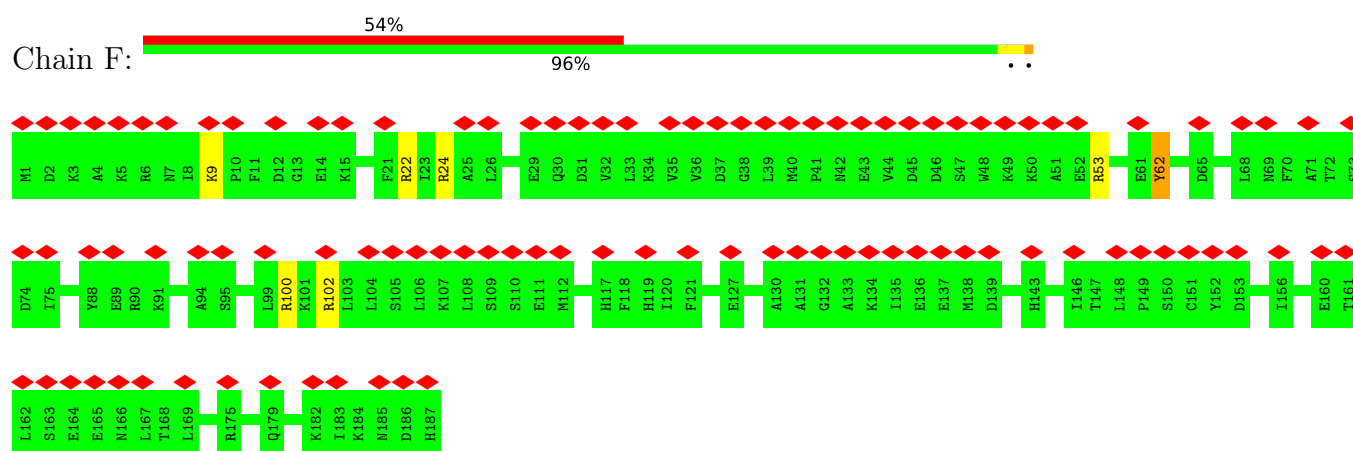 54%
Chain F:
96%
. .
M1 D2 K3 A4 K5 R6 N7 I8 K9 P10 F11 D12 G13 E14 K15 F21 R22 I23 R24 A25 L26 E29 Q30 D31 V32 L33 K34 V35 V36 D37 G38 L39 M40 P41 N42 E43 V44 D45 D46 S47 W48 K49 K50 A51 E52 R53 E61 Y62 D65 L68 N69 F70 A71 T72 S73
D74 I75 Y88 E89 R90 K91 A94 S95 L99 R100 K101 R102 L103 L104 S105 L106 K107 L108 S109 S110 E111 M112 H117 F118 H119 I120 F121 E127 A130 A131 G132 A133 K134 I135 E136 E137 M138 D139 H143 I146 T147 L148 P149 S150 C151 Y152 D153 I156 E160 T161
L162 S163 E164 E165 N166 L167 T168 L169 R175 Q179 K182 I183 K184 N185 D186 H187